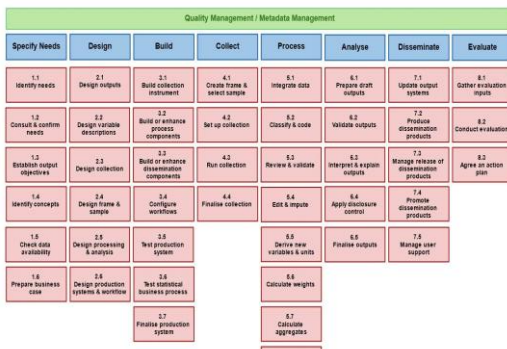 Quality Management / Metadata Management
Specify Needs
Design
Build
Collect
Process
Analyse
Disseminate
Evaluate
1.1
Identify needs
2.1
Design outputs
3.1
Build collection
instrument
4.1
Create frame &
select sample
5.1
Integrate data
6.1
Prepare draft
outputs
7.1
Update output
systems
8.1
Gather evaluation
inputs
1.2
Consult & confirm
needs
2.2
Design variable
descriptions
3.2
Build or enhance
process
components
4.2
Set up collection
5.2
Classify & code
6.2
Validate outputs
7.2
Produce
dissemination
products
8.2
Conduct evaluation
1.3
Establish output
objectives
2.3
Design collection
3.3
Build or enhance
dissemination
components
4.3
Run collection
5.3
Review & validate
6.3
Interpret & explain
outputs
7.3
Manage release of
dissemination
products
8.3
Agree an action
plan
1.4
Identify concepts
2.4
Design frame &
sample
3.4
Configure
workflows
4.4
Finalise collection
5.4
Edit & impute
6.4
Apply disclosure
control
7.4
Promote
dissemination
products
1.5
Check data
availability
2.5
Design processing
& analysis
3.5
Test production
system
5.5
Derive new
variables & units
6.5
Finalise outputs
7.5
Manage user
support
1.6
Prepare business
case
2.6
Design production
systems & workflow
3.6
Test statistical
business process
5.6
Calculate weights
3.7
Finalise production
system
5.7
Calculate
aggregates